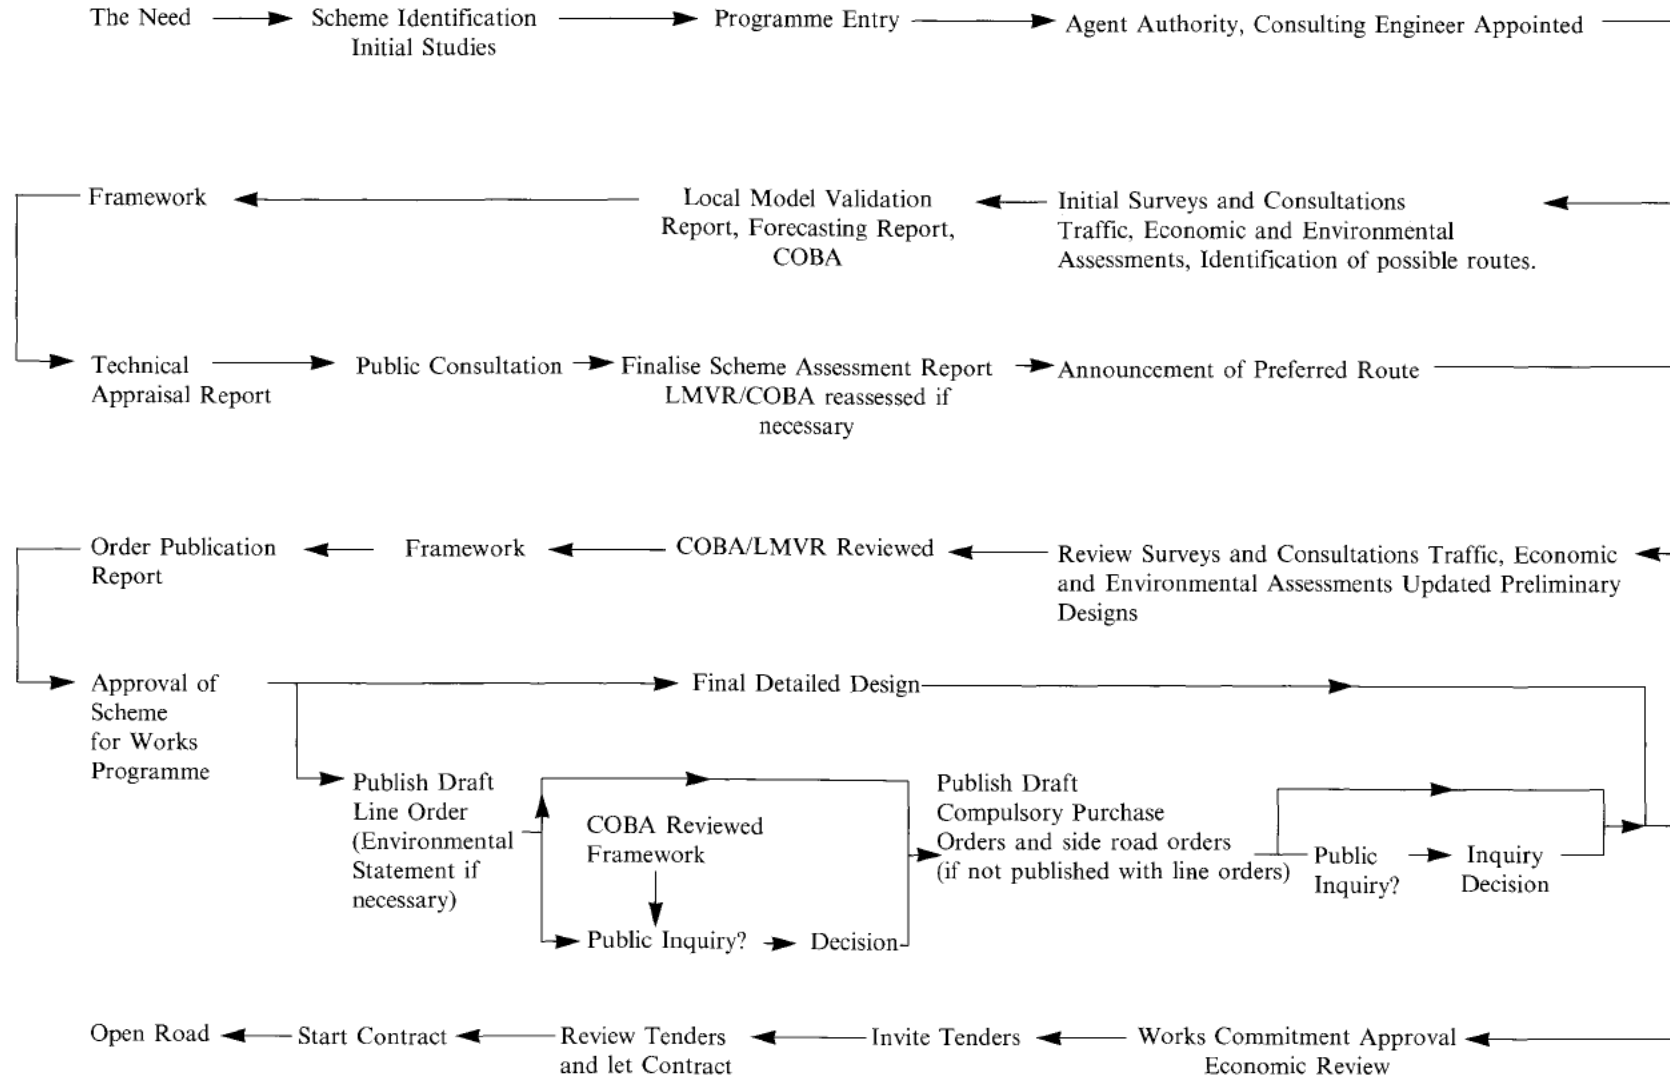 The Need
Scheme Identification
Initial Studies
Programme Entry
Agent Authority, Consulting Engineer Appointed
Framework
Local Model Validation
Report, Forecasting Report,
COBA
Initial Surveys and Consultations
Traffic, Economic and Environmental
Assessments, Identification of possible routes.
Technical
Appraisal Report
Public Consultation
Finalise Scheme Assessment Report
LMVR/COBA reassessed if
necessary
Announcement of Preferred Route
Order Publication
Report
Framework
COBA/LMVR Reviewed
Review Surveys and Consultations Traffic, Economic
and Environmental Assessments Updated Preliminary
Designs
Approval of
Scheme
for Works
Programme
Final Detailed Design
Publish Draft
Line Order
(Environmental
Statement if
necessary)
COBA Reviewed
Framework
Public Inquiry?
Decision
Publish Draft
Compulsory Purchase
Orders and side road orders
(if not published with line orders)
Public
Inquiry?
Inquiry
Decision
Open Road
Start Contract
Review Tenders
and let Contract
Invite Tenders
Works Commitment Approval
Economic Review